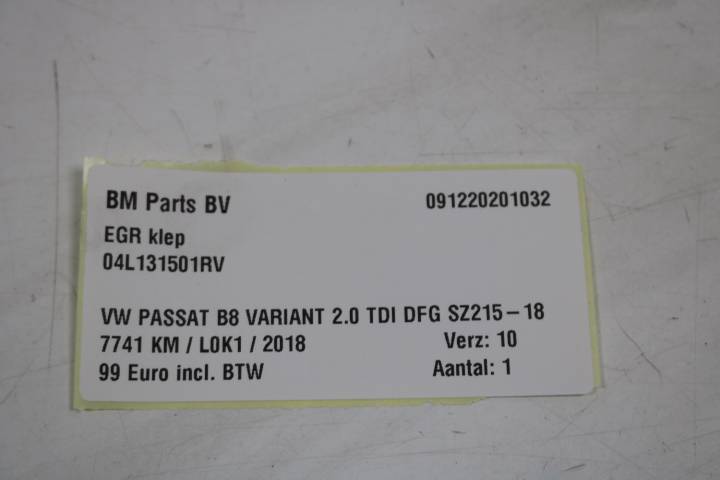 BM Parts BV 091220201032
EGR klep
04L131501RV
VW PASSAT B8 VARIANT 2.0 TDI DFG SZ215-18
7741 KM / L0K1 / 2018 Verz: 10
99 Euro incl. BTW Aantal: 1